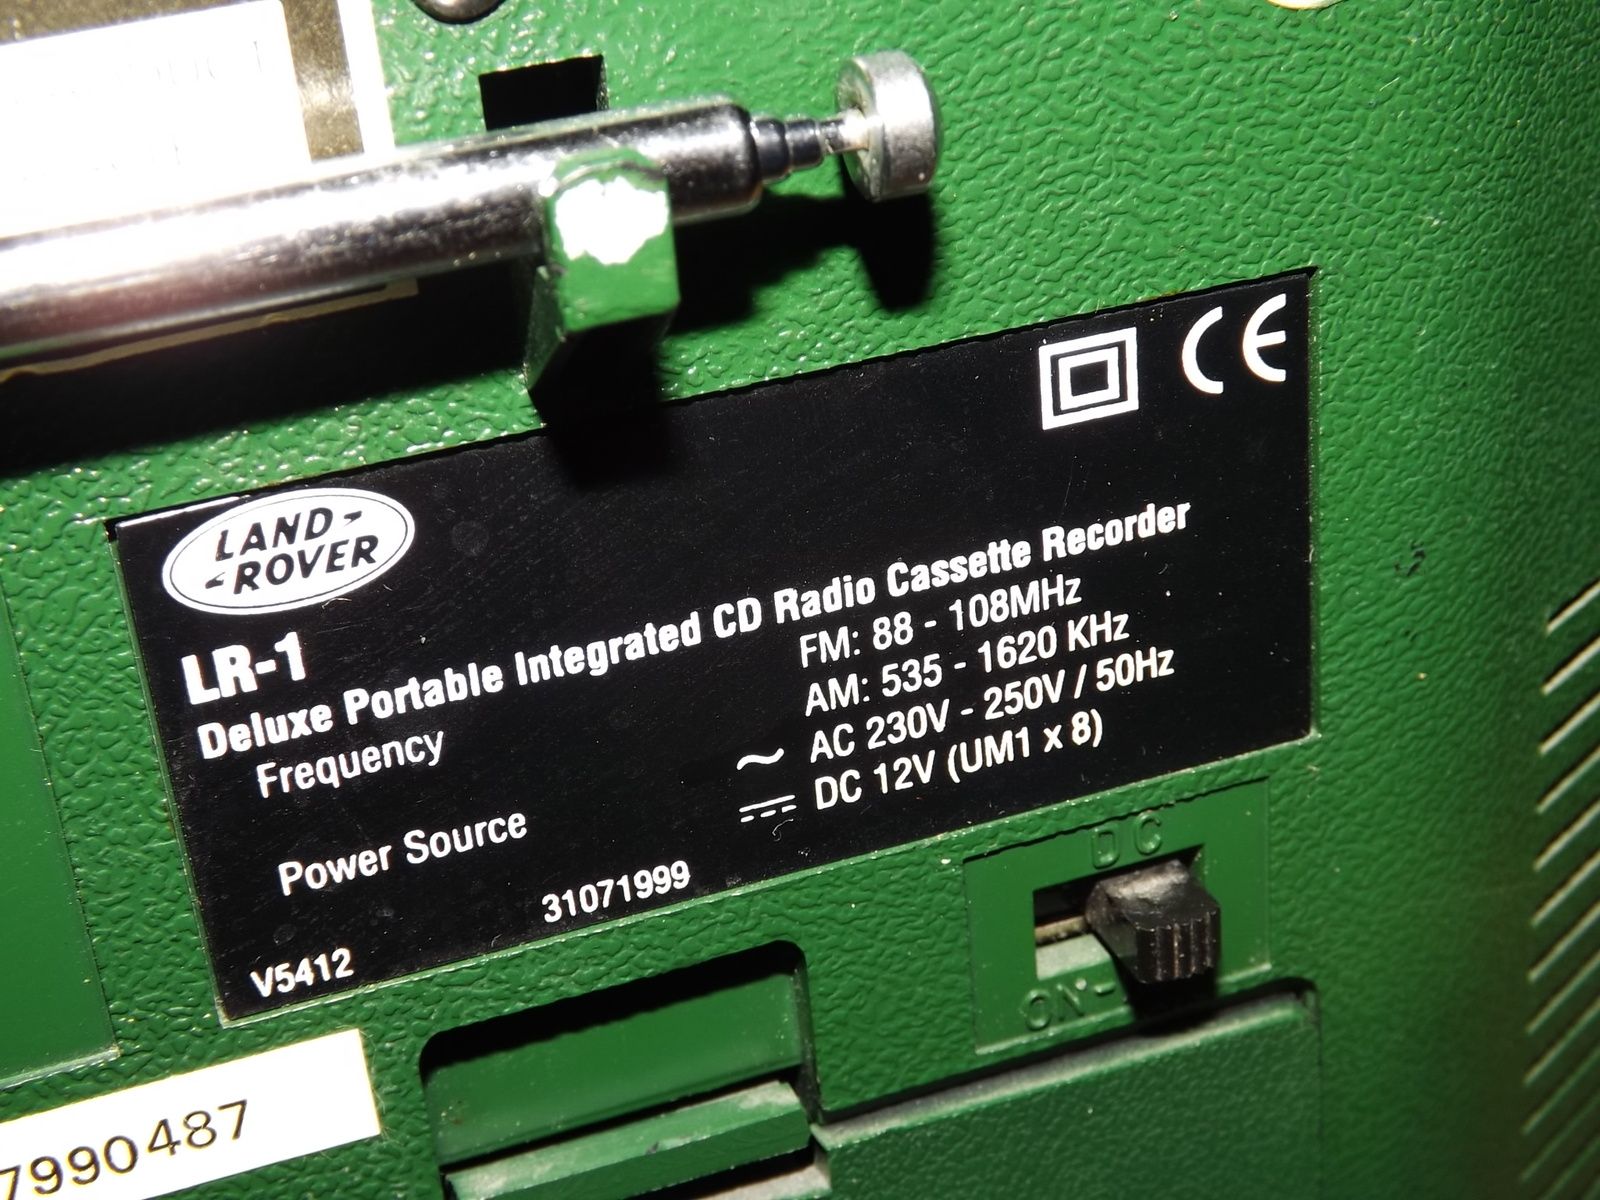 CE
LAND-
-ROVER
LR-1
Deluxe Portable Integrated CD Radio Cassette Recorder
Frequency FM: 88 - 108MHz
AM: 535 - 1620 KHz
Power Source ~ AC 230V - 250V / 50Hz
⎓ DC 12V (UM1 x 8)
31071999
V5412
DC
ON-
7990487